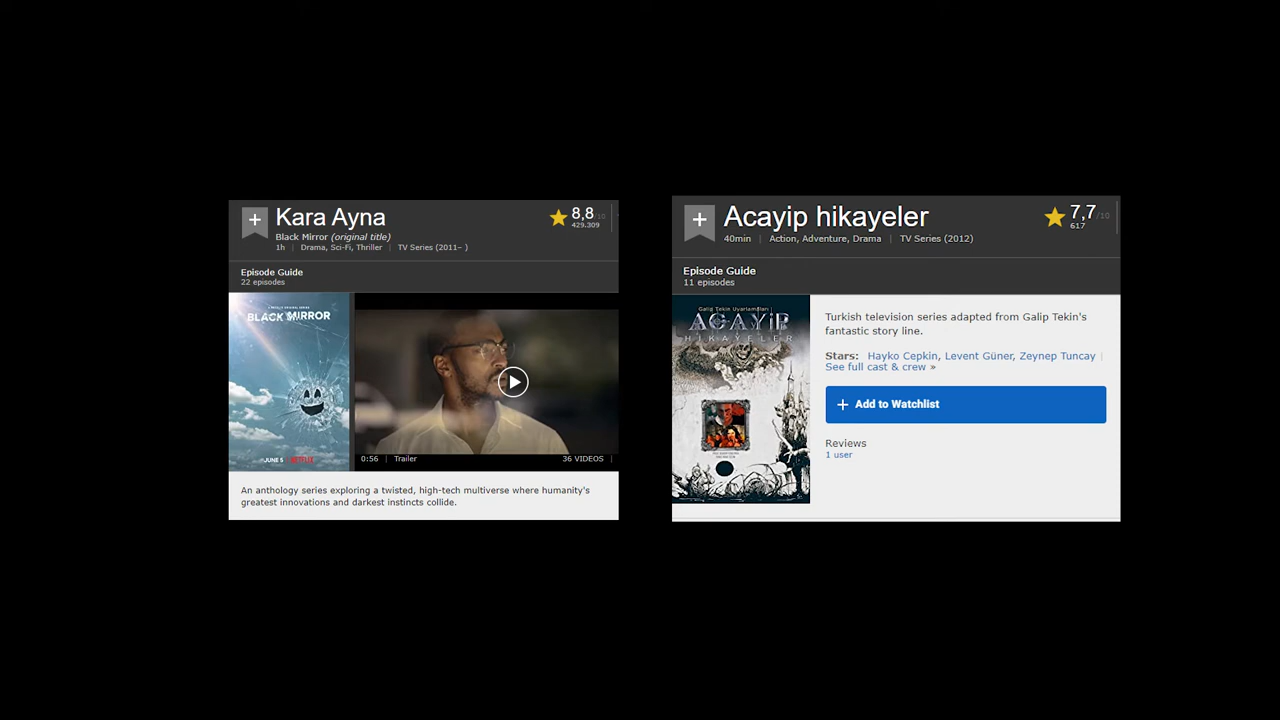 Kara Ayna
8,8/10
429.309
Black Mirror (original title)
1h | Drama, Sci-Fi, Thriller | TV Series (2011– )
Episode Guide
22 episodes
BLACK MIRROR
JUNE 5 NETFLIX
0:56 | Trailer
36 VIDEOS |
An anthology series exploring a twisted, high-tech multiverse where humanity's
greatest innovations and darkest instincts collide.
Acayip hikayeler
7,7/10
617
40min | Action, Adventure, Drama | TV Series (2012)
Episode Guide
11 episodes
Galip Tekin Uyarlamaları
ACAYİP
HİKAYELER
Turkish television series adapted from Galip Tekin's
fantastic story line.
Stars: Hayko Cepkin, Levent Güner, Zeynep Tuncay |
See full cast & crew »
+ Add to Watchlist
Reviews
1 user